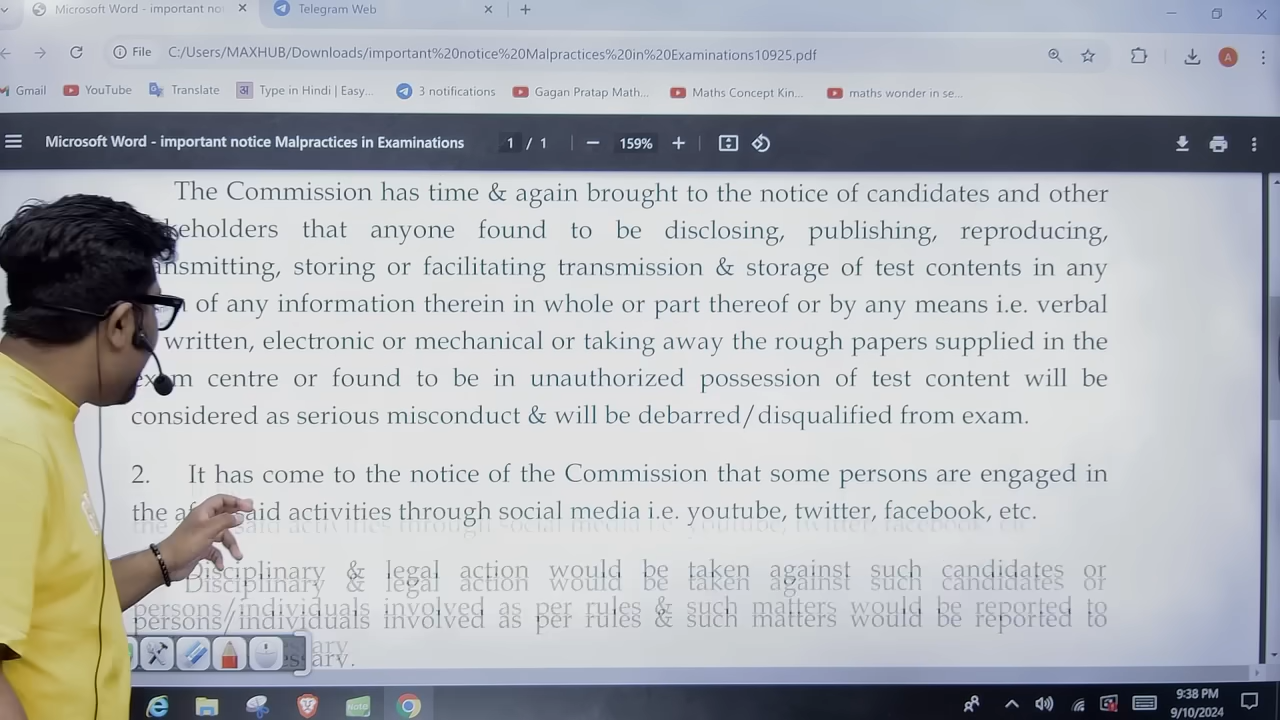 Microsoft Word - important no
Telegram Web
File C:/Users/MAXHUB/Downloads/important%20notice%20Malpractices%20in%20Examinations10925.pdf
A
Gmail YouTube Translate Type in Hindi | Easy... 3 notifications Gagan Pratap Math... Maths Concept Kin... maths wonder in se...
Microsoft Word - important notice Malpractices in Examinations 1 / 1 159%
The Commission has time & again brought to the notice of candidates and other
eholders that anyone found to be disclosing, publishing, reproducing,
nsmitting, storing or facilitating transmission & storage of test contents in any
of any information therein in whole or part thereof or by any means i.e. verbal
written, electronic or mechanical or taking away the rough papers supplied in the
exam centre or found to be in unauthorized possession of test content will be
considered as serious misconduct & will be debarred/disqualified from exam.
2. It has come to the notice of the Commission that some persons are engaged in
the said activities through social media i.e. youtube, twitter, facebook, etc.
Disciplinary & legal action would be taken against such candidates or
persons/individuals involved as per rules & such matters would be reported to
essary.
Note
9:38 PM
9/10/2024